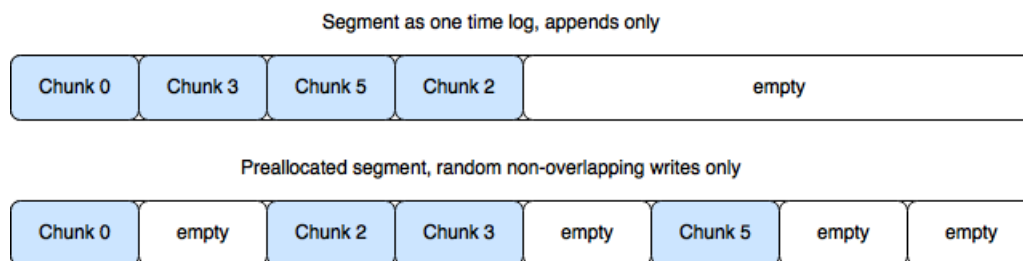 Segment as one time log, appends only
Chunk 0 Chunk 3 Chunk 5 Chunk 2 empty
Preallocated segment, random non-overlapping writes only
Chunk 0 empty Chunk 2 Chunk 3 empty Chunk 5 empty empty